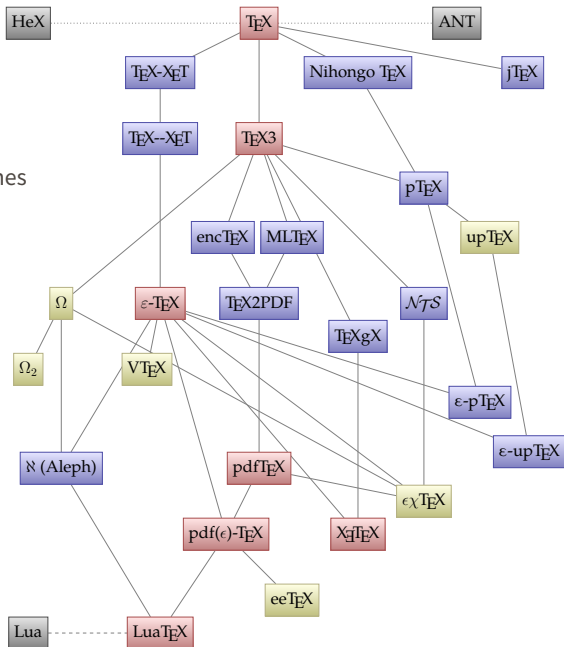 HeX
TEX
ANT
TEX-XET
Nihongo TEX
jTEX
TEX--XET
TEX3
nes
pTEX
encTEX
MLTEX
upTEX
Ω
ε-TEX
TEX2PDF
NTS
TEXgX
Ω2
VTEX
ε-pTEX
ε-upTEX
ℵ (Aleph)
pdfTEX
ϵχTEX
pdf(ϵ)-TEX
XƎTEX
eeTEX
Lua
LuaTEX